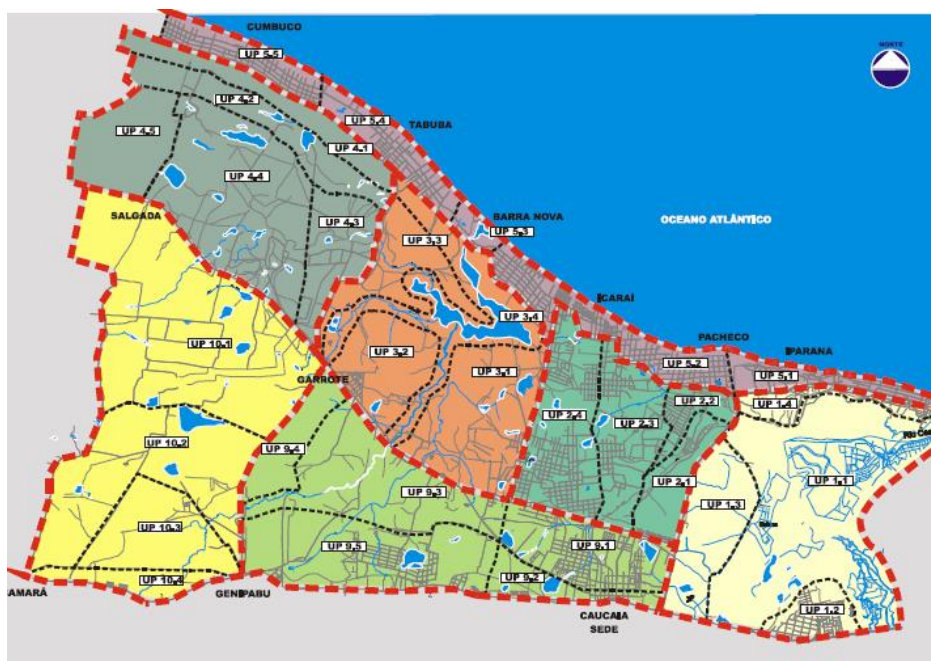 CUMBUCO
NORTE
UP 5.5
UP 4.2
UP 5.4
TABUBA
UP 4.5
UP 4.1
UP 4.4
SALGADA
BARRA NOVA
OCEANO ATLÂNTICO
UP 4.3
UP 5.3
UP 3.3
ICARAI
UP 3.4
PACHECO
UP 10.1
UP 3.2
IPARANA
UP 5.2
GARROTE
UP 3.1
UP 5.1
UP 2.2
UP 1.4
UP 2.4
UP 2.3
UP 10.2
UP 9.4
UP 1.1
UP 2.1
UP 9.3
UP 1.3
UP 10.3
UP 9.5
UP 9.1
UP 10.4
UP 9.2
AMARÁ
GENIPABU
UP 1.2
CAUCAIA
SEDE